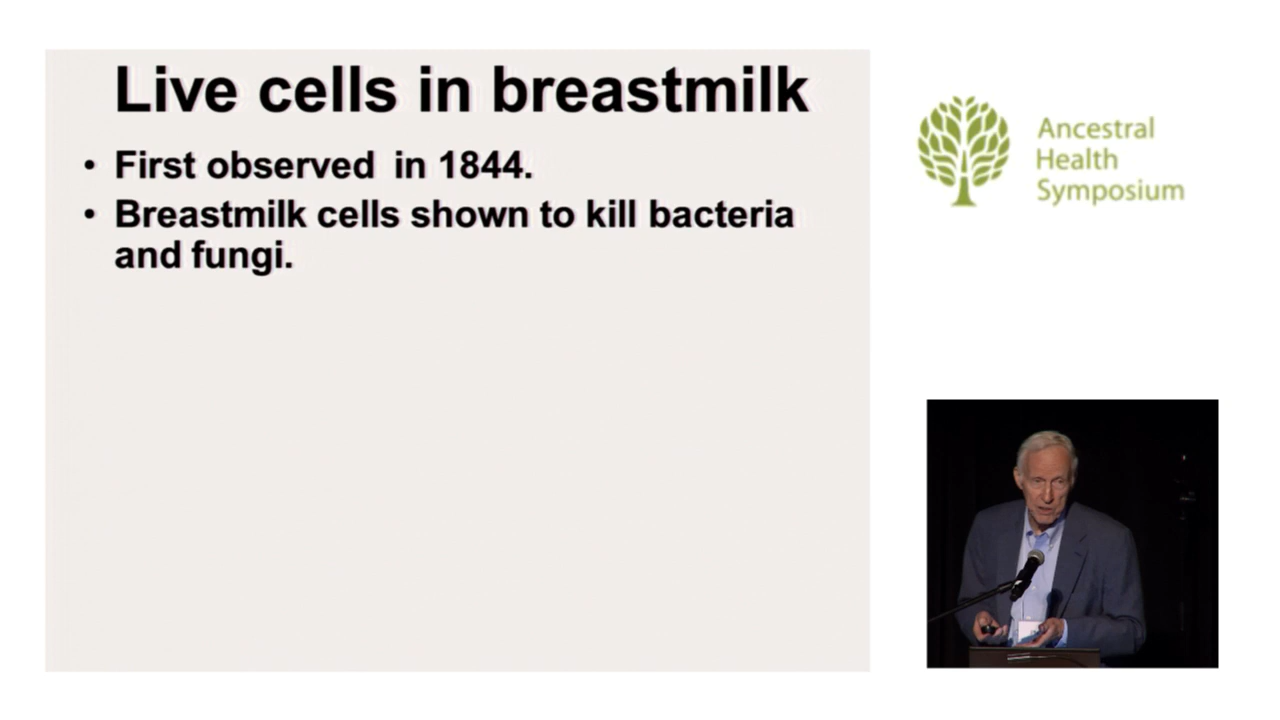 Live cells in breastmilk
• First observed in 1844.
• Breastmilk cells shown to kill bacteria
and fungi.
Ancestral
Health
Symposium